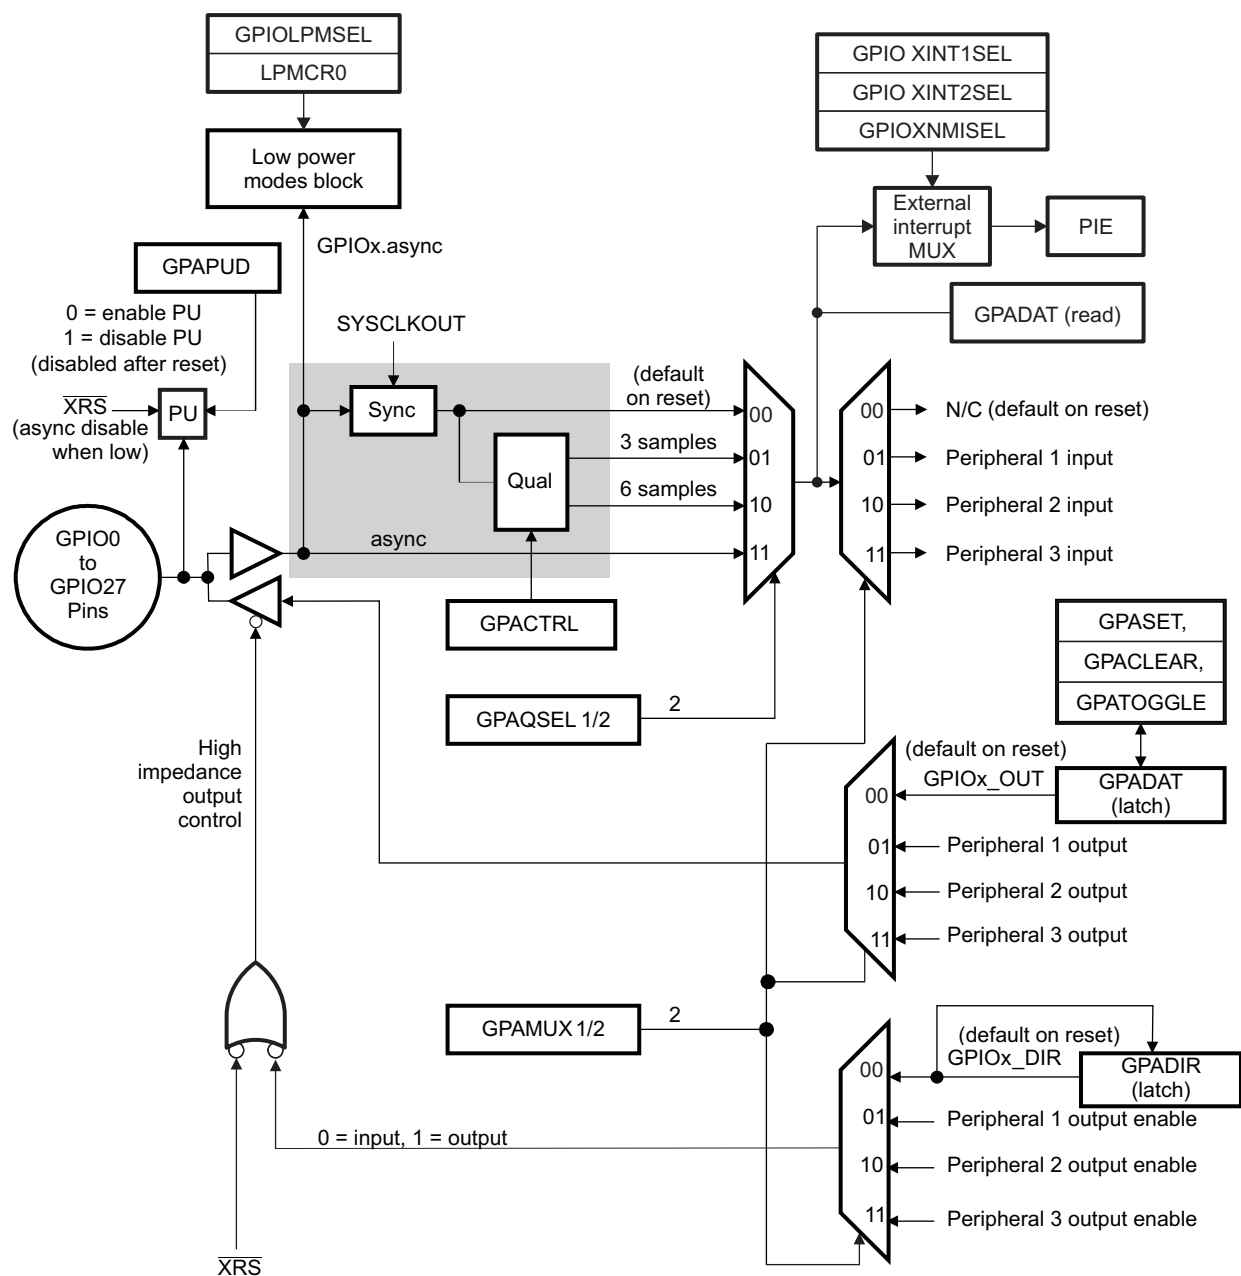 GPIOLPMSEL
LPMCR0
Low power
modes block
GPIO XINT1SEL
GPIO XINT2SEL
GPIOXNMISEL
External
interrupt
MUX
PIE
GPADAT (read)
GPIOx.async
GPAPUD
0 = enable PU
1 = disable PU
(disabled after reset)
XRS
(async disable
when low)
PU
SYSCLKOUT
Sync
Qual
(default
on reset)
3 samples
6 samples
async
00
01
10
11
00
01
10
11
N/C (default on reset)
Peripheral 1 input
Peripheral 2 input
Peripheral 3 input
GPIO0
to
GPIO27
Pins
GPACTRL
GPAQSEL 1/2
2
GPASET,
GPACLEAR,
GPATOGGLE
High
impedance
output
control
(default on reset)
GPIOx_OUT
GPADAT
(latch)
00
01
10
11
Peripheral 1 output
Peripheral 2 output
Peripheral 3 output
GPAMUX 1/2
2
(default on reset)
GPIOx_DIR
GPADIR
(latch)
00
01
10
11
Peripheral 1 output enable
Peripheral 2 output enable
Peripheral 3 output enable
0 = input, 1 = output
XRS